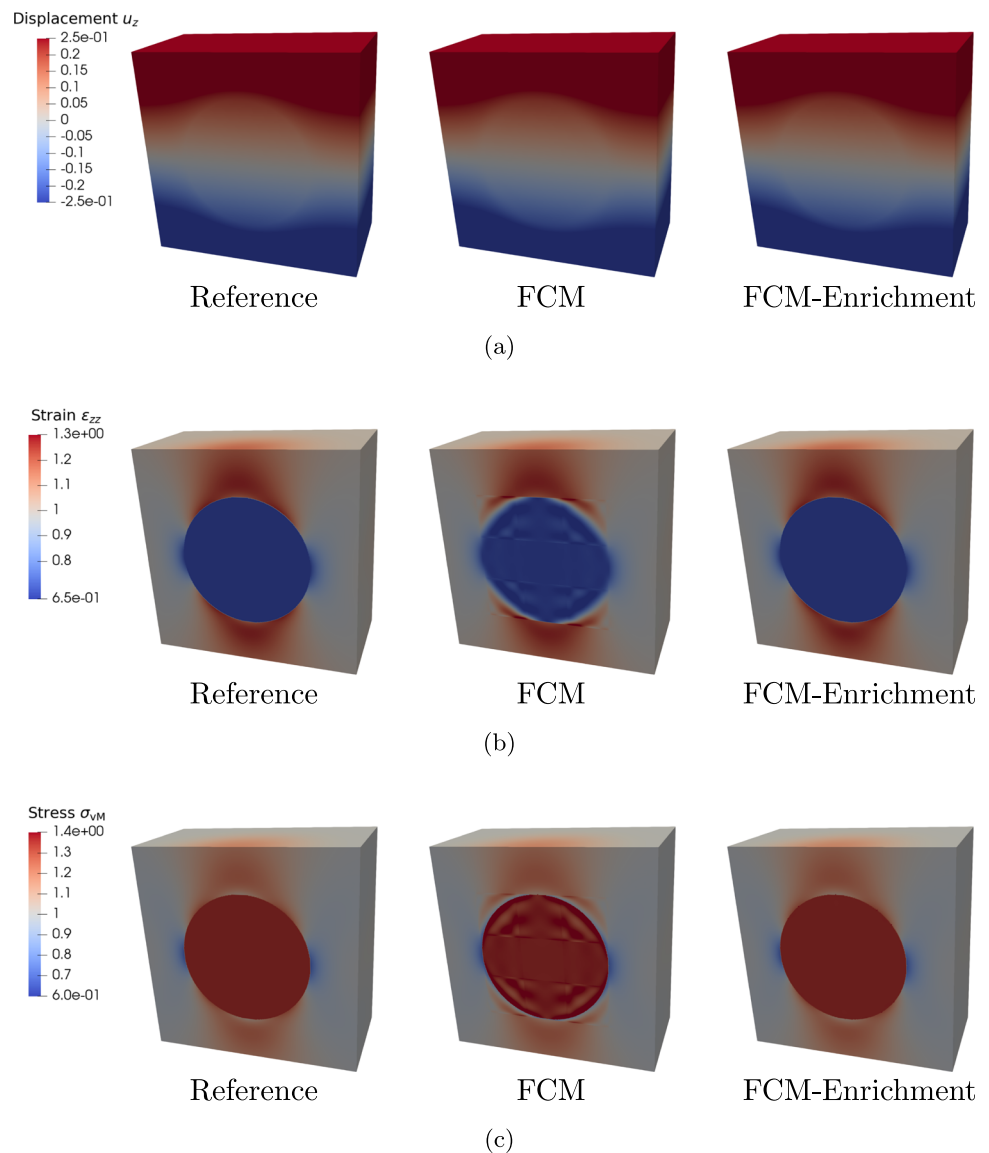 Displacement u_z
2.5e-01
0.2
0.15
0.1
0.05
0
-0.05
-0.1
-0.15
-0.2
-2.5e-01
Reference FCM FCM-Enrichment
(a)
Strain ε_zz
1.3e+00
1.2
1.1
1
0.9
0.8
6.5e-01
Reference FCM FCM-Enrichment
(b)
Stress σ_vM
1.4e+00
1.3
1.2
1.1
1
0.9
0.8
0.7
6.0e-01
Reference FCM FCM-Enrichment
(c)